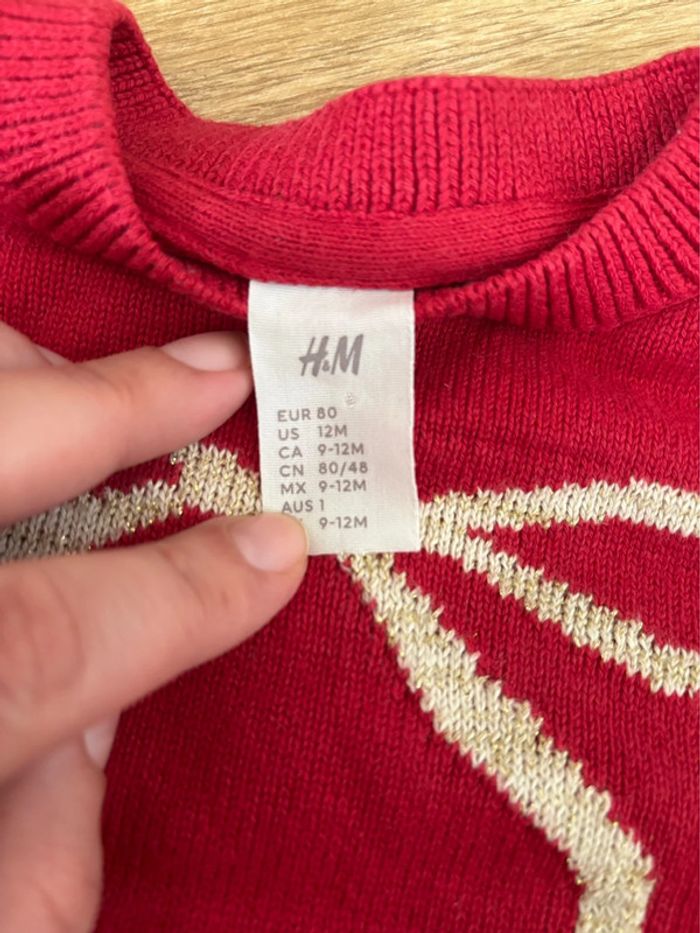 H&M
EUR 80
US 12M
CA 9-12M
CN 80/48
MX 9-12M
AUS 1
9-12M